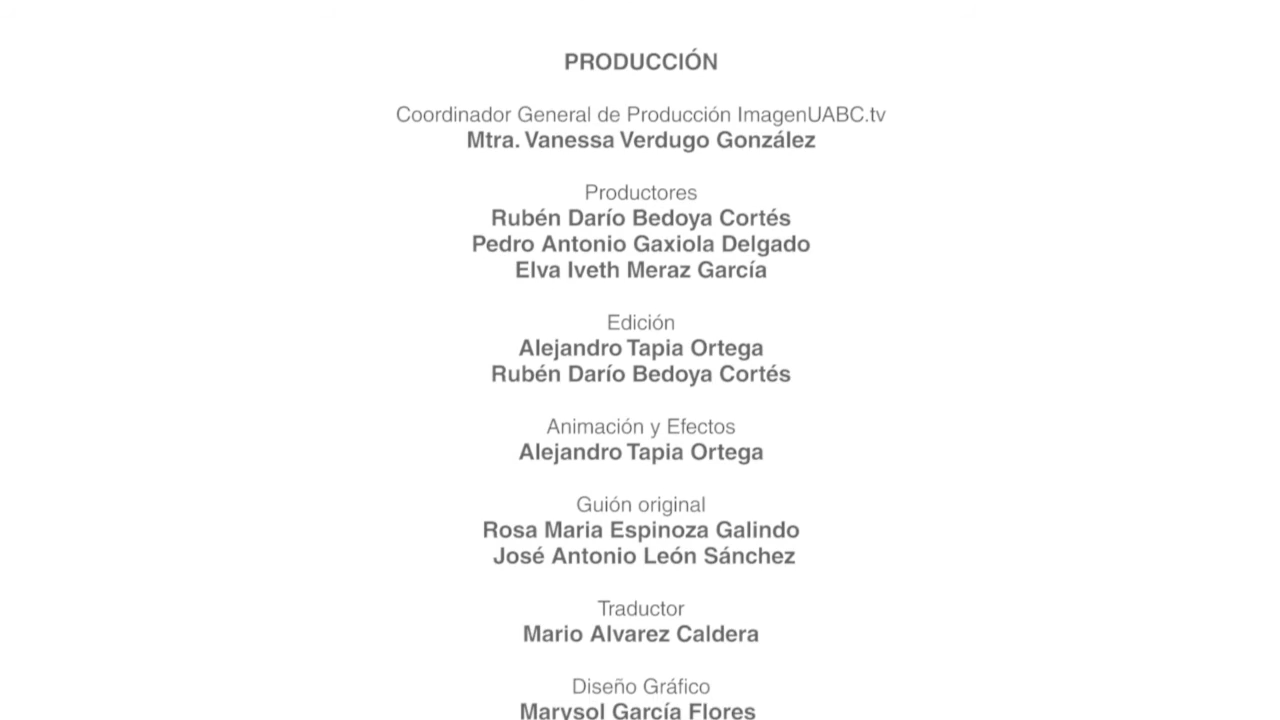 PRODUCCIÓN
Coordinador General de Producción ImagenUABC.tv
Mtra. Vanessa Verdugo González
Productores
Rubén Darío Bedoya Cortés
Pedro Antonio Gaxiola Delgado
Elva Iveth Meraz García
Edición
Alejandro Tapia Ortega
Rubén Darío Bedoya Cortés
Animación y Efectos
Alejandro Tapia Ortega
Guión original
Rosa Maria Espinoza Galindo
José Antonio León Sánchez
Traductor
Mario Alvarez Caldera
Diseño Gráfico
Marysol García Flores